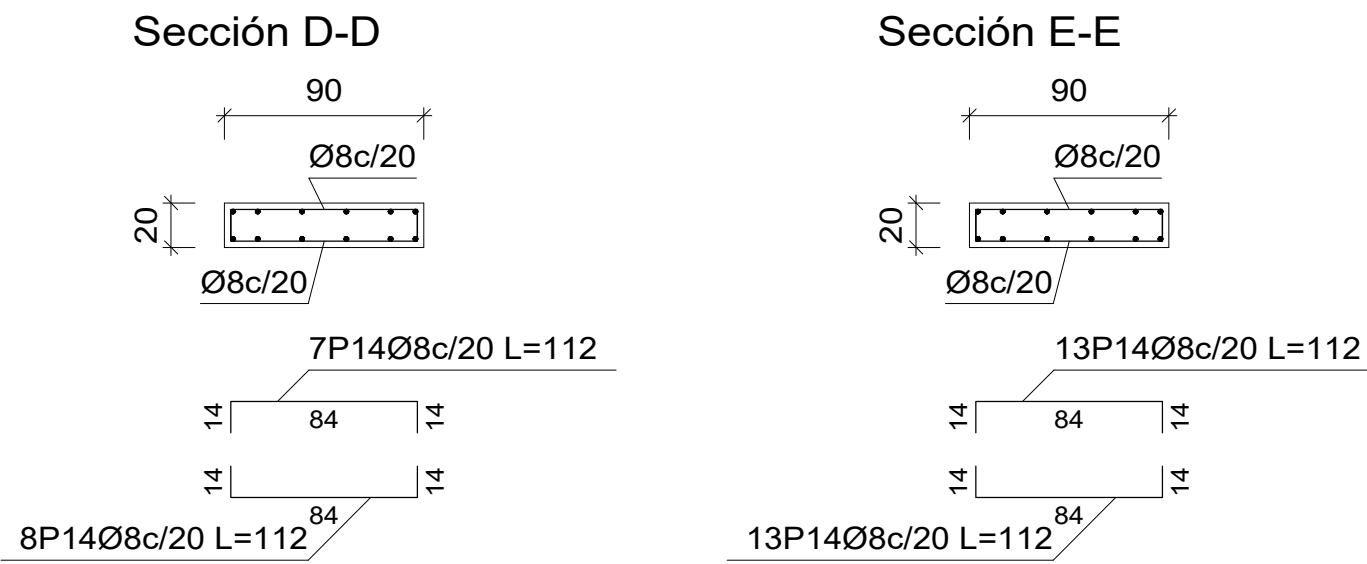 Sección D-D
90
Ø8c/20
20
Ø8c/20
7P14Ø8c/20 L=112
14
84
14
14
84
14
8P14Ø8c/20 L=112
Sección E-E
90
Ø8c/20
20
Ø8c/20
13P14Ø8c/20 L=112
14
84
14
14
84
14
13P14Ø8c/20 L=112